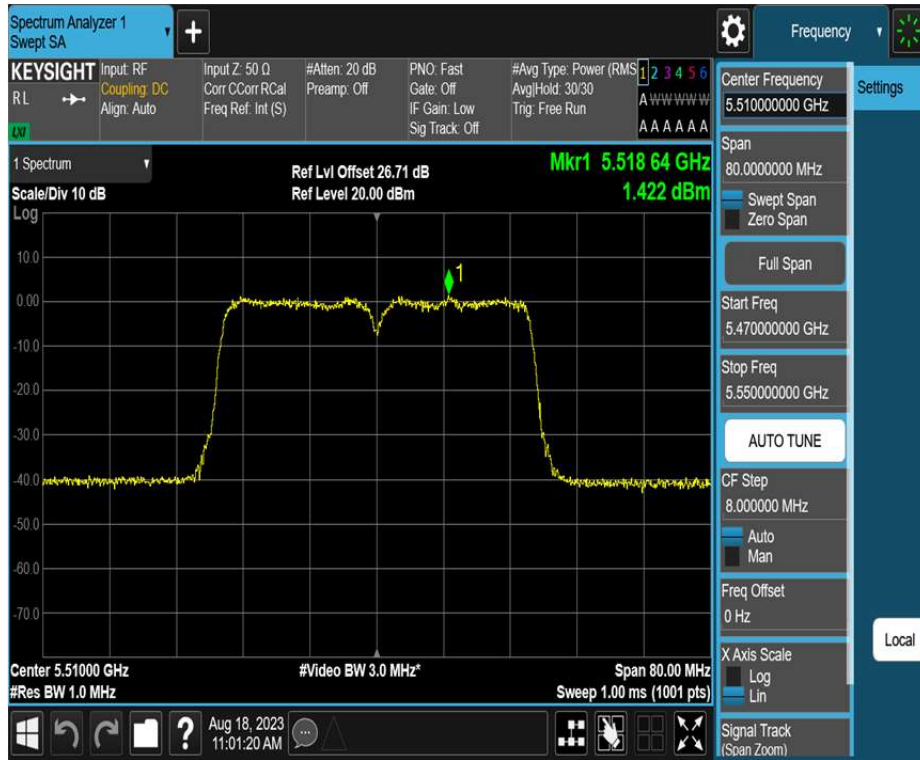 Spectrum Analyzer 1
Swept SA
+
Frequency
KEYSIGHT
RL
LXI
Input: RF
Coupling: DC
Align: Auto
Input Z: 50 Ω
Corr CCorr RCal
Freq Ref: Int (S)
#Atten: 20 dB
Preamp: Off
PNO: Fast
Gate: Off
IF Gain: Low
Sig Track: Off
#Avg Type: Power (RMS
Avg|Hold: 30/30
Trig: Free Run
1 2 3 4 5 6
A W W W W W
A A A A A A
1 Spectrum
Scale/Div 10 dB
Log
Ref Lvl Offset 26.71 dB
Ref Level 20.00 dBm
Mkr1 5.518 64 GHz
1.422 dBm
10.0
0.00
-10.0
-20.0
-30.0
-40.0
-50.0
-60.0
-70.0
1
Center 5.51000 GHz
#Res BW 1.0 MHz
#Video BW 3.0 MHz*
Span 80.00 MHz
Sweep 1.00 ms (1001 pts)
?
Aug 18, 2023
11:01:20 AM
Center Frequency
5.510000000 GHz
Span
80.0000000 MHz
Swept Span
Zero Span
Full Span
Start Freq
5.470000000 GHz
Stop Freq
5.550000000 GHz
AUTO TUNE
CF Step
8.000000 MHz
Auto
Man
Freq Offset
0 Hz
X Axis Scale
Log
Lin
Signal Track
(Span Zoom)
Settings
Local